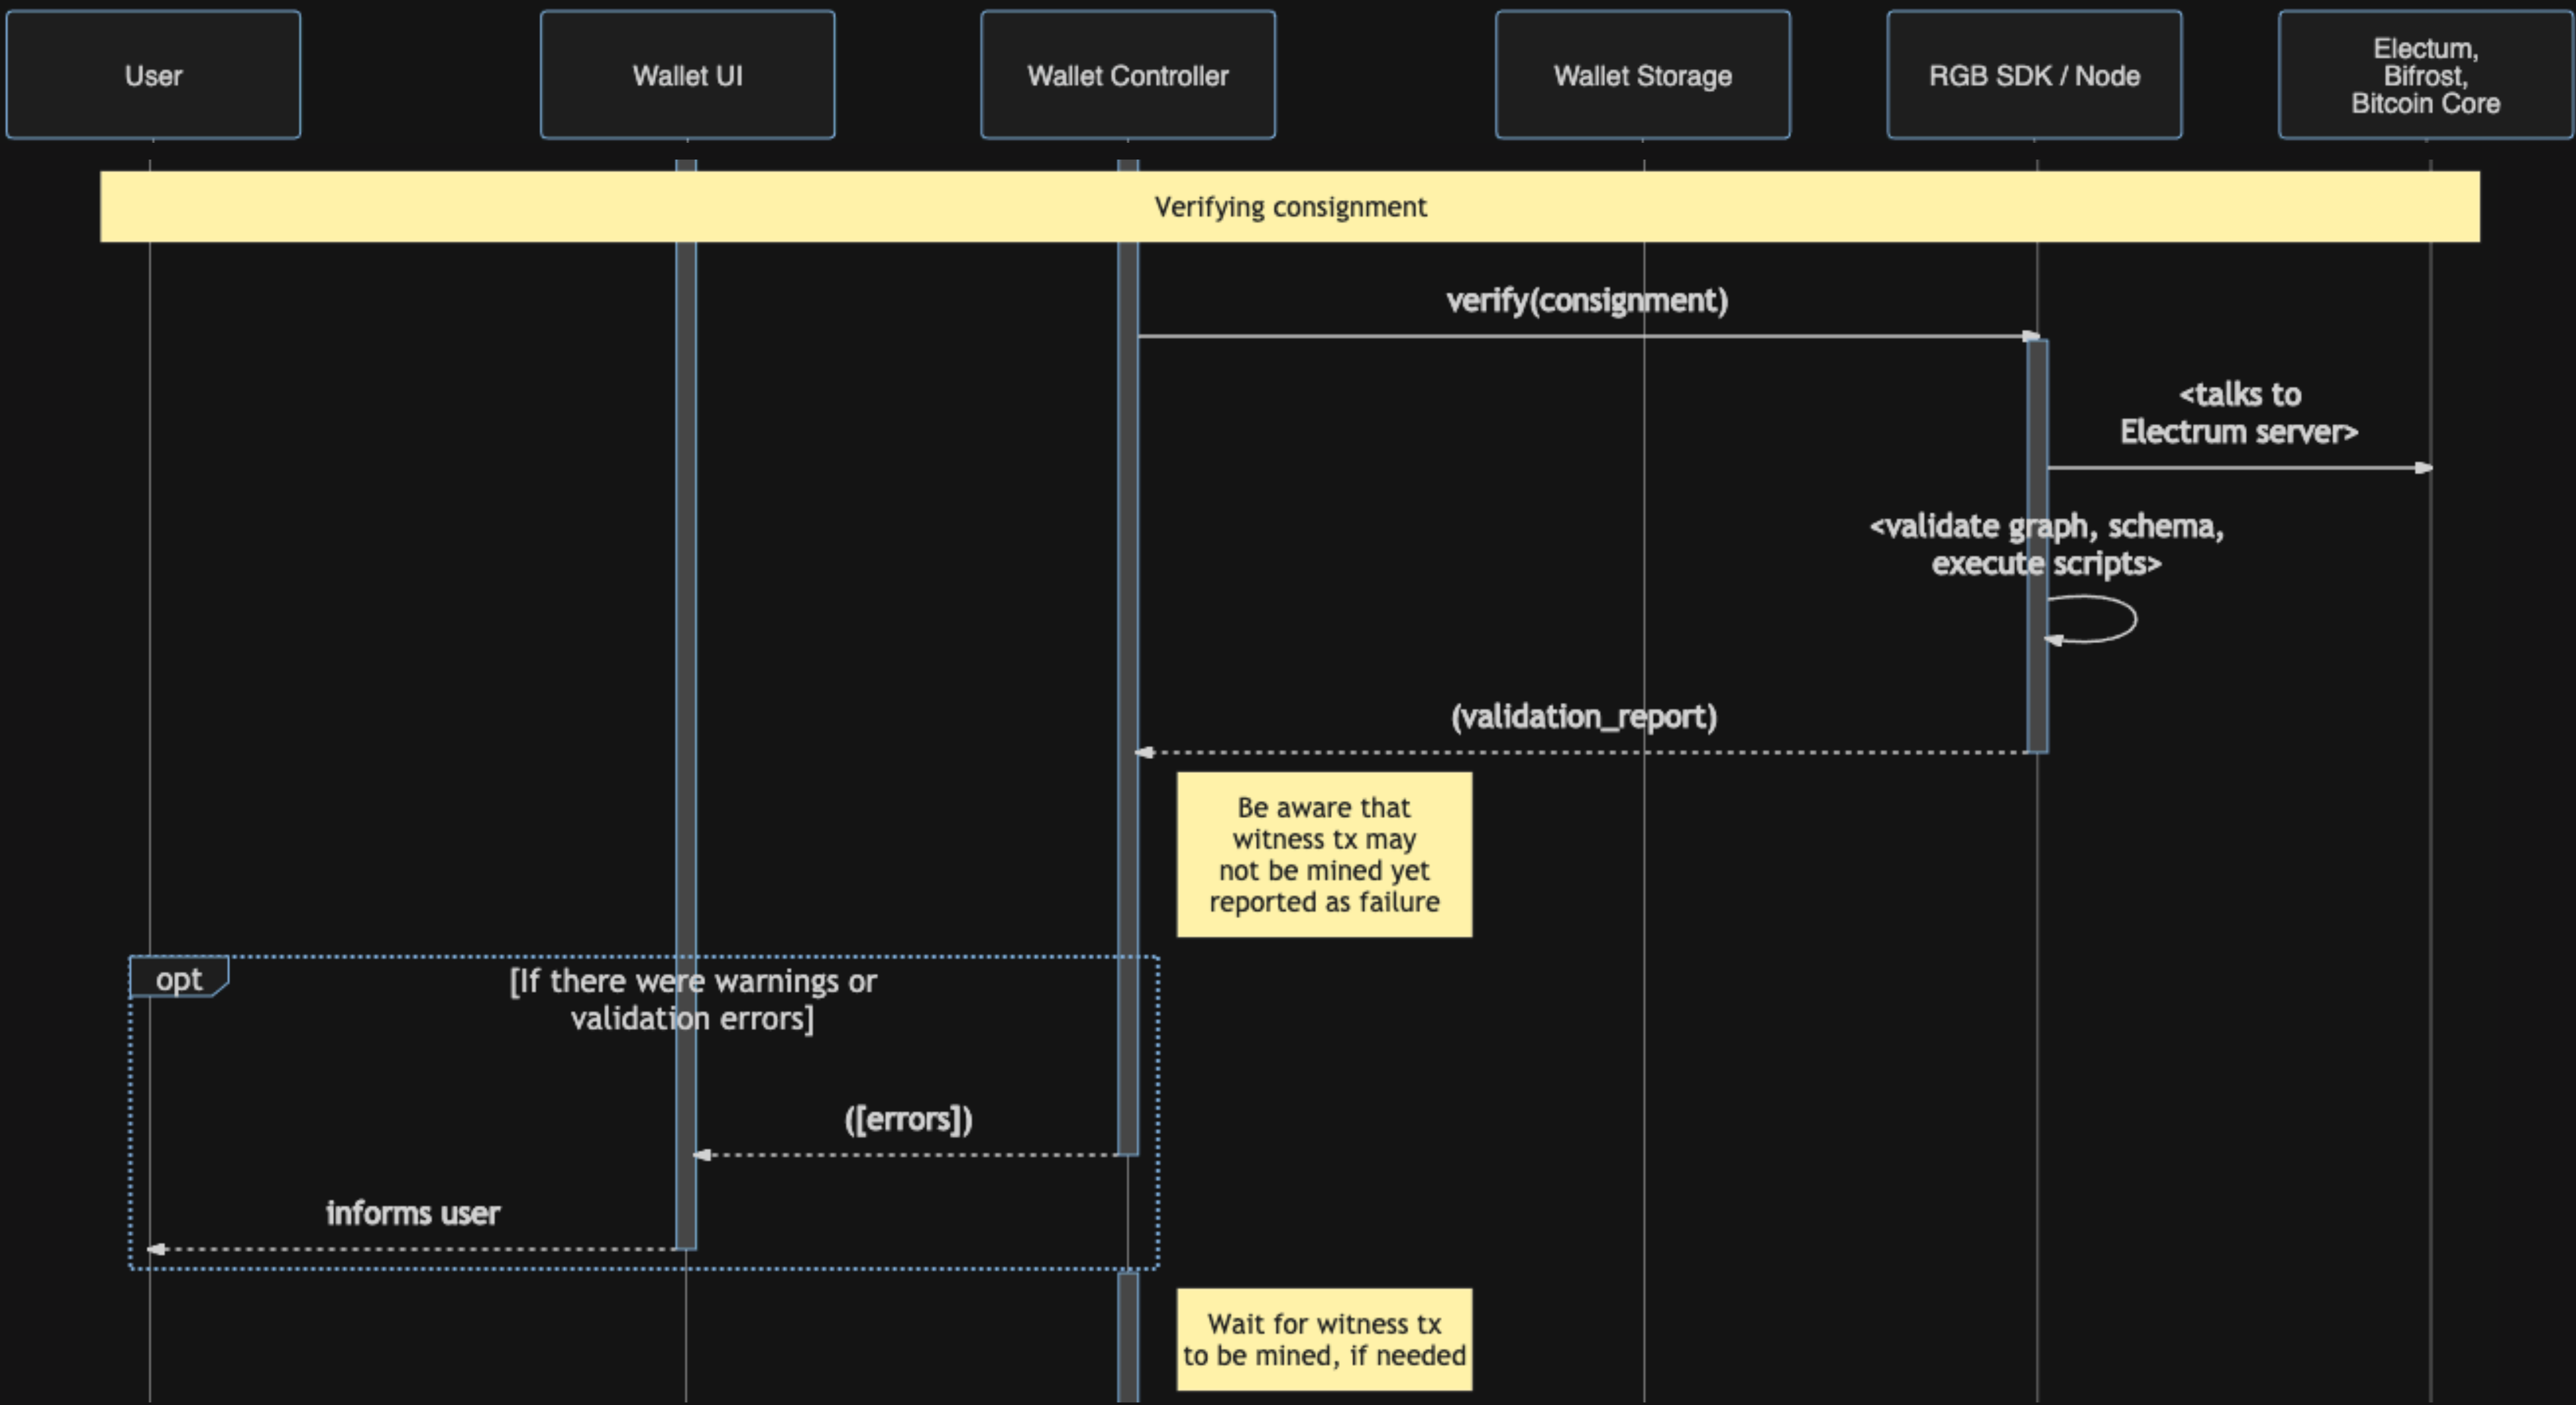 User
Wallet UI
Wallet Controller
Wallet Storage
RGB SDK / Node
Electum,
Bifrost,
Bitcoin Core
Verifying consignment
verify(consignment)
<talks to
Electrum server>
<validate graph, schema,
execute scripts>
(validation_report)
Be aware that
witness tx may
not be mined yet
reported as failure
opt
[If there were warnings or
validation errors]
([errors])
informs user
Wait for witness tx
to be mined, if needed